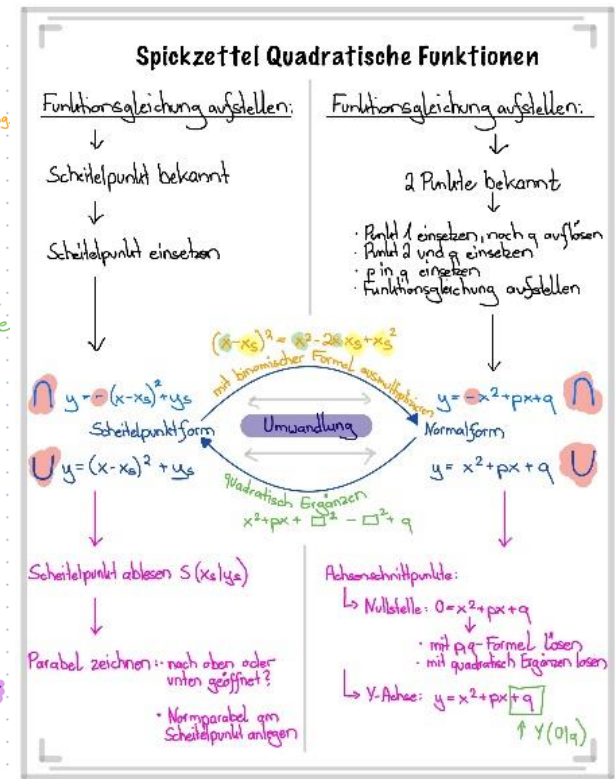 Spickzettel Quadratische Funktionen
Funktionsgleichung aufstellen:
Scheitelpunkt bekannt
Scheitelpunkt einsetzen
Funktionsgleichung aufstellen:
2 Punkte bekannt
· Punkt 1 einsetzen, nach q auflösen
· Punkt 2 und q einsetzen
· p in q einsetzen
· Funktionsgleichung aufstellen
(x-xₛ)² = x²-2x xₛ+xₛ²
mit binomischer Formel ausmultiplizieren
y=-(x-xₛ)²+yₛ
Scheitelpunktform
y=(x-xₛ)²+yₛ
Umwandlung
y=-x²+px+q
Normalform
y= x²+px+q
quadratisch Ergänzen
x²+px+□²-□²+q
Scheitelpunkt ablesen S(xₛ|yₛ)
Parabel zeichnen: · nach oben oder
unten geöffnet?
· Normparabel am
Scheitelpunkt anlegen
Achsenschnittpunkte:
↳ Nullstelle: 0=x²+px+q
· mit p,q-Formel lösen
· mit quadratisch Ergänzen lösen
↳ Y-Achse: y=x²+px+q
↑ Y(0|q)